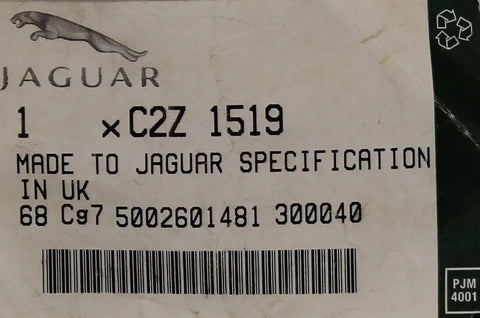 JAGUAR
1 x C2Z 1519
MADE TO JAGUAR SPECIFICATION
IN UK
68 Cg7 5002601481 300040
PJM
4001